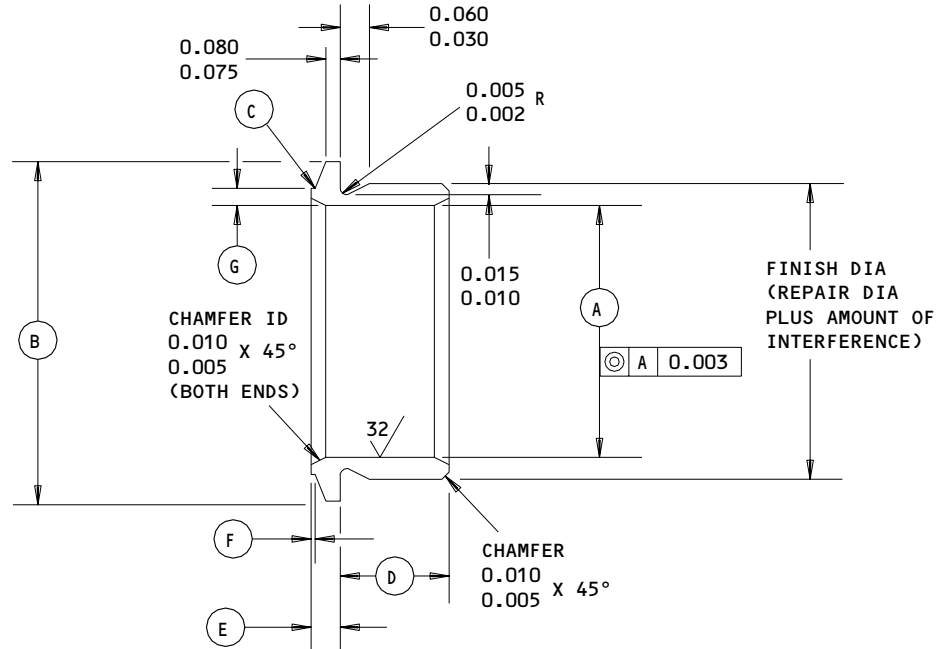 0.060
0.030
0.080
0.075
0.005 R
0.002
C
G
0.015
0.010
A
B
FINISH DIA
(REPAIR DIA
PLUS AMOUNT OF
INTERFERENCE)
CHAMFER ID
0.010
0.005 X 45°
(BOTH ENDS)
◎ A 0.003
32
F
D
CHAMFER
0.010
0.005 X 45°
E